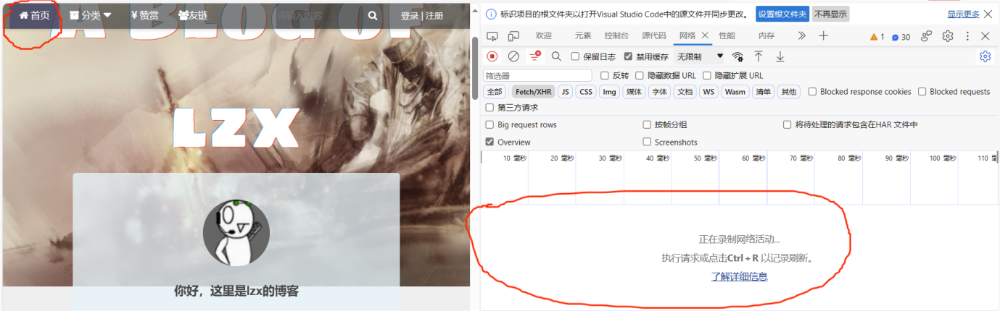 首页 分类 ¥ 赞赏 友链 请输入内容 登录 | 注册
A BLOG OF
LZX
你好，这里是lzx的博客
标识项目的根文件夹以打开Visual Studio Code中的源文件并同步更改。 设置根文件夹 不再显示 显示更多
欢迎 元素 控制台 源代码 网络 性能 内存 1 30
保留日志 禁用缓存 无限制
筛选器 反转 隐藏数据 URL 隐藏扩展 URL
全部 Fetch/XHR JS CSS Img 媒体 字体 文档 WS Wasm 清单 其他 Blocked response cookies Blocked requests
第三方请求
Big request rows 按帧分组 将待处理的请求包含在HAR 文件中
Overview Screenshots
10 毫秒 20 毫秒 30 毫秒 40 毫秒 50 毫秒 60 毫秒 70 毫秒 80 毫秒 90 毫秒 100 毫秒 110 毫
正在录制网络活动...
执行请求或点击Ctrl + R 以记录刷新。
了解详细信息